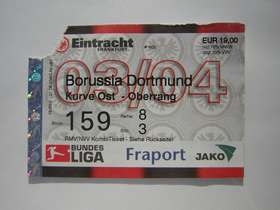 Eintracht
FRANKFURT
EUR 19,00
03/04
Borussia Dortmund
Kurve Ost - Oberrang
159
Reihe: 8
3
RMV/NVV KombiTicket - Siehe Rückseite!
BUNDES
LIGA
Fraport
JAKO